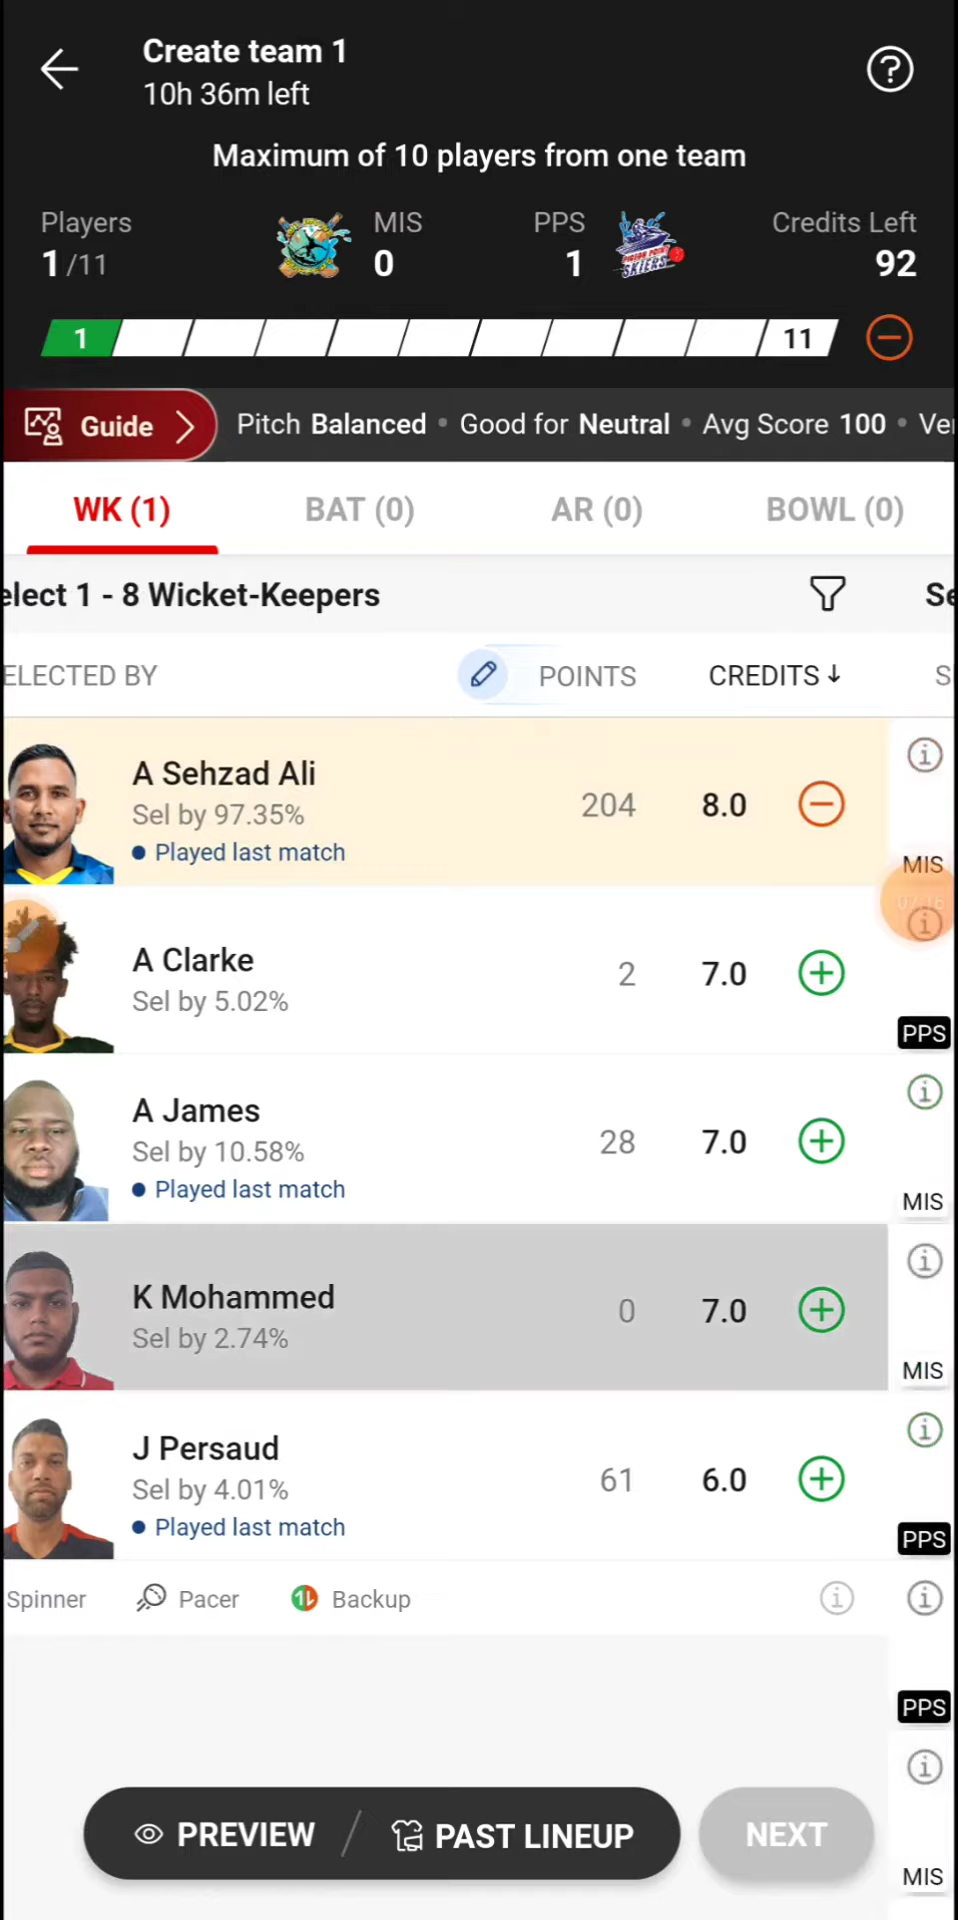 Create team 1
10h 36m left
Maximum of 10 players from one team
Players
MIS
PPS
Credits Left
1/11
0
1
92
PIGEON POINT
SKIERS
1
11
Guide
Pitch Balanced • Good for Neutral • Avg Score 100 • Ve
WK (1)
BAT (0)
AR (0)
BOWL (0)
elect 1 - 8 Wicket-Keepers
Se
ELECTED BY
POINTS
CREDITS↓
S
A Sehzad Ali
Sel by 97.35%
Played last match
204
8.0
MIS
A Clarke
Sel by 5.02%
2
7.0
PPS
A James
Sel by 10.58%
Played last match
28
7.0
MIS
K Mohammed
Sel by 2.74%
0
7.0
MIS
J Persaud
Sel by 4.01%
Played last match
61
6.0
PPS
Spinner
Pacer
Backup
PPS
PREVIEW
PAST LINEUP
NEXT
MIS